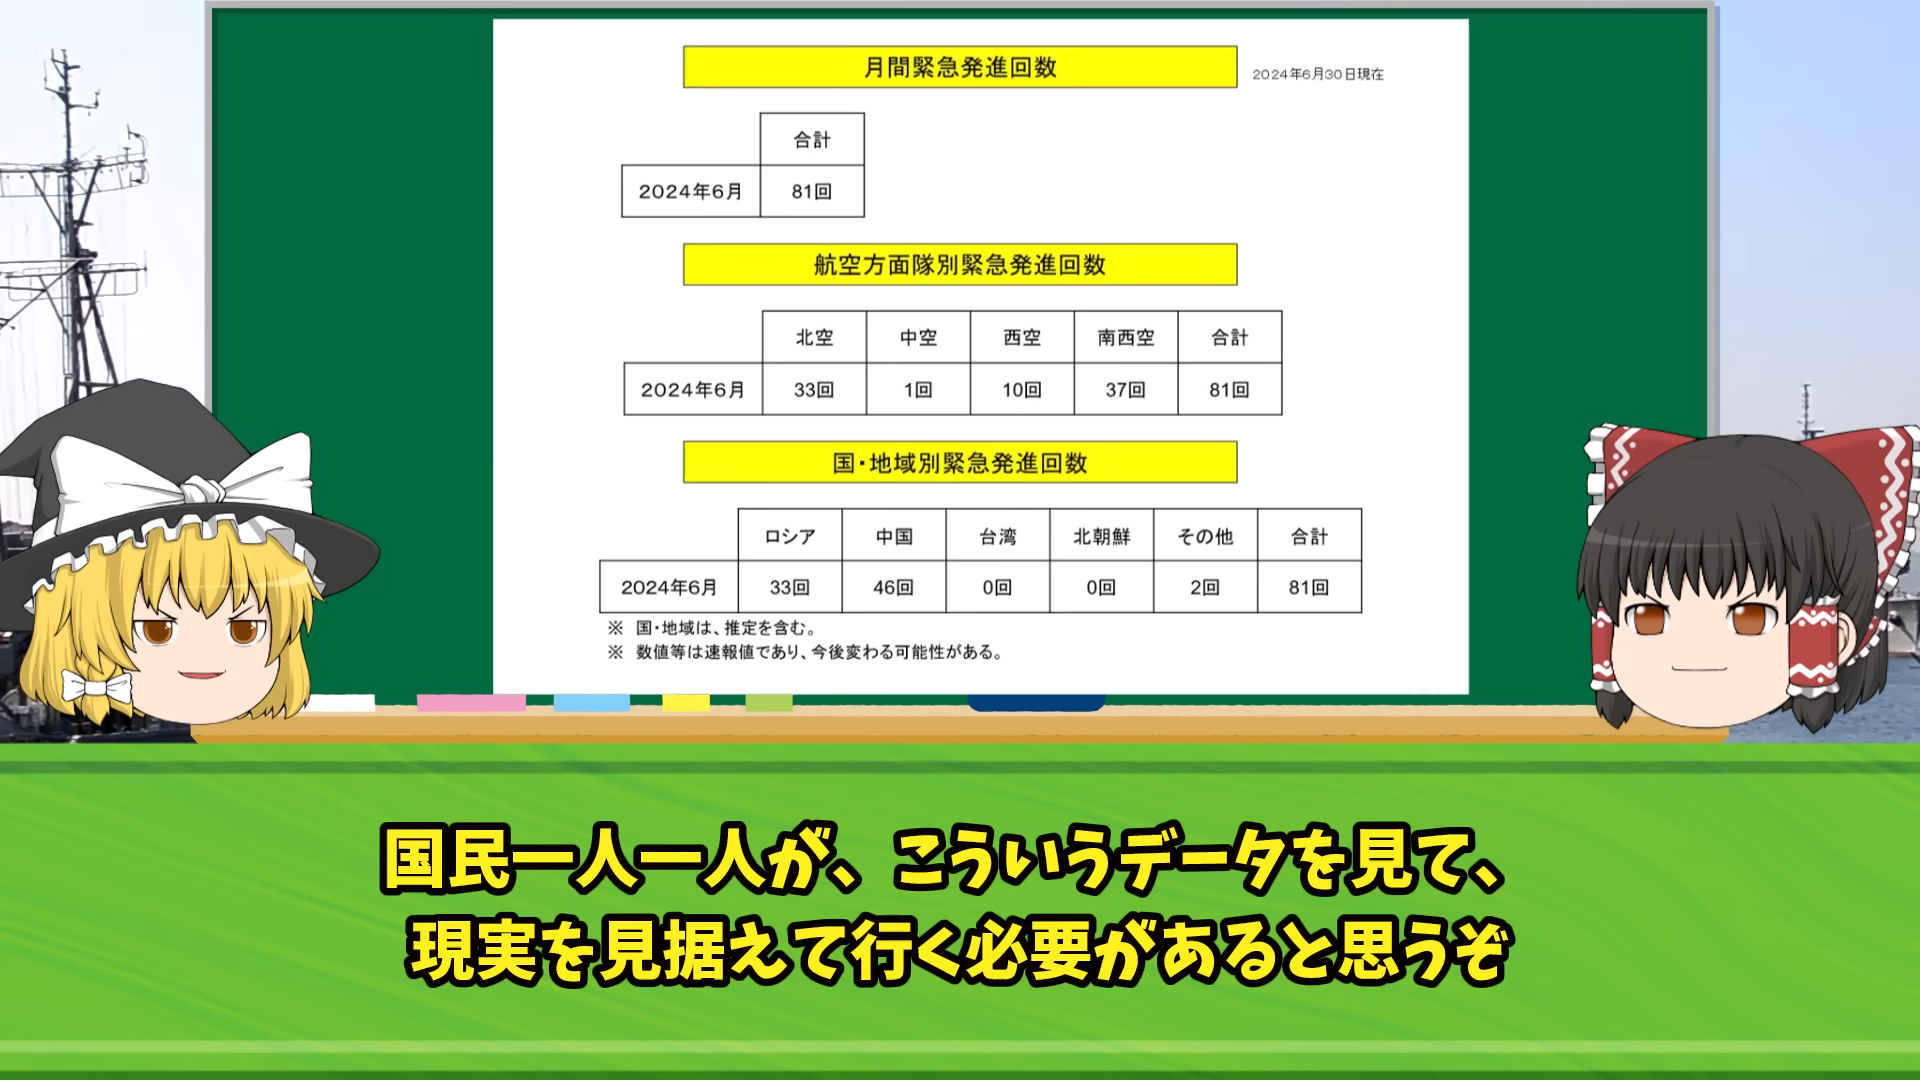 月間緊急発進回数
2024年6月30日現在
合計
2024年6月 81回
航空方面隊別緊急発進回数
北空 中空 西空 南西空 合計
2024年6月 33回 1回 10回 37回 81回
国・地域別緊急発進回数
ロシア 中国 台湾 北朝鮮 その他 合計
2024年6月 33回 46回 0回 0回 2回 81回
※ 国・地域は、推定を含む。
※ 数値等は速報値であり、今後変わる可能性がある。
国民一人一人が、こういうデータを見て、
現実を見据えて行く必要があると思うぞ